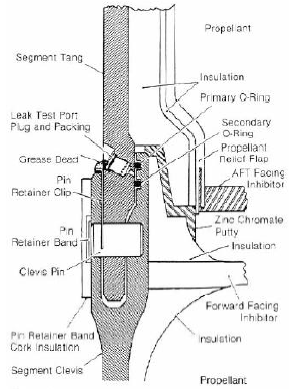 Propellant
Segment Tang
Insulation
Primary O-Ring
Leak Test Port
Plug and Packing
Secondary
O-Ring
Grease Bead
Propellant
Relief Flap
Pin
Retainer Clip
AFT Facing
Inhibitor
Pin
Retainer Band
Zinc Chromate
Putty
Insulation
Clevis Pin
Forward Facing
Inhibitor
Pin Retainer Band
Cork Insulation
Insulation
Segment Clevis
Propellant